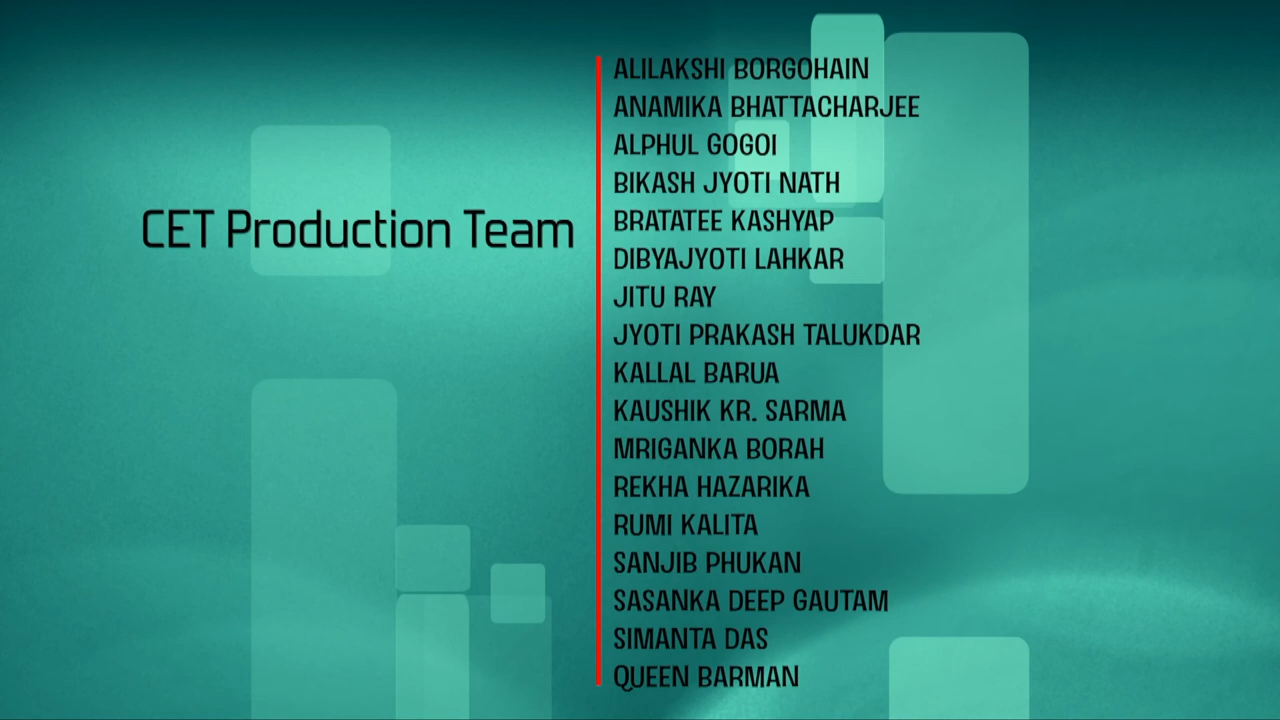 CET Production Team
ALILAKSHI BORGOHAIN
ANAMIKA BHATTACHARJEE
ALPHUL GOGOI
BIKASH JYOTI NATH
BRATATEE KASHYAP
DIBYAJYOTI LAHKAR
JITU RAY
JYOTI PRAKASH TALUKDAR
KALLAL BARUA
KAUSHIK KR. SARMA
MRIGANKA BORAH
REKHA HAZARIKA
RUMI KALITA
SANJIB PHUKAN
SASANKA DEEP GAUTAM
SIMANTA DAS
QUEEN BARMAN